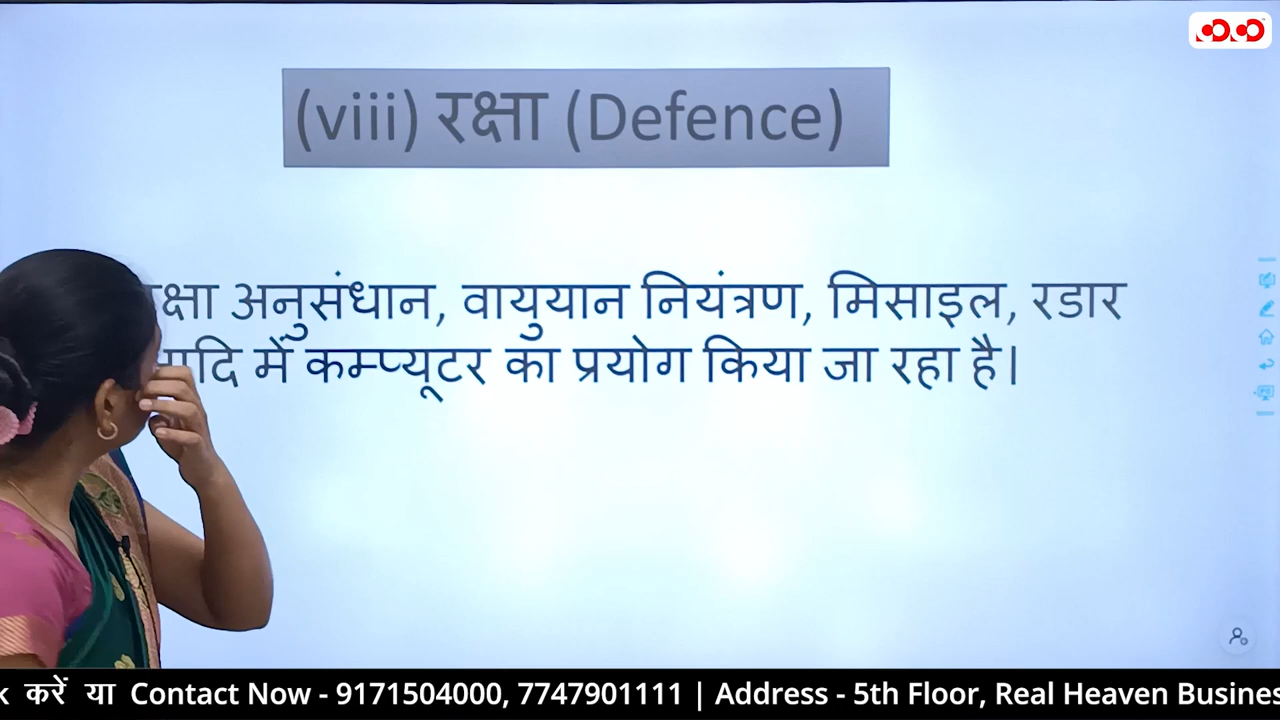 (viii) रक्षा (Defence)
अनुसंधान, वायुयान नियंत्रण, मिसाइल, रडार
में कम्प्यूटर का प्रयोग किया जा रहा है।
करें या Contact Now - 9171504000, 7747901111 | Address - 5th Floor, Real Heaven